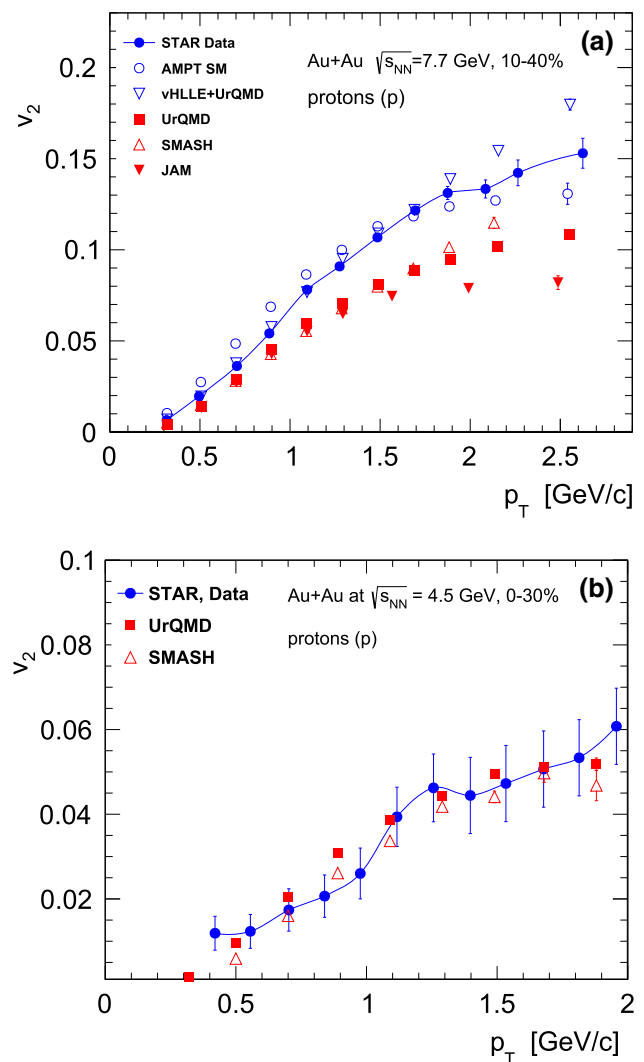 (a)
STAR Data
AMPT SM
vHLLE+UrQMD
UrQMD
SMASH
JAM
Au+Au √sNN=7.7 GeV, 10-40%
protons (p)
v2
0.2
0.15
0.1
0.05
0
0 0.5 1 1.5 2 2.5
pT [GeV/c]
(b)
STAR, Data
UrQMD
SMASH
Au+Au at √sNN = 4.5 GeV, 0-30%
protons (p)
v2
0.1
0.08
0.06
0.04
0.02
0.5 1 1.5 2
pT [GeV/c]